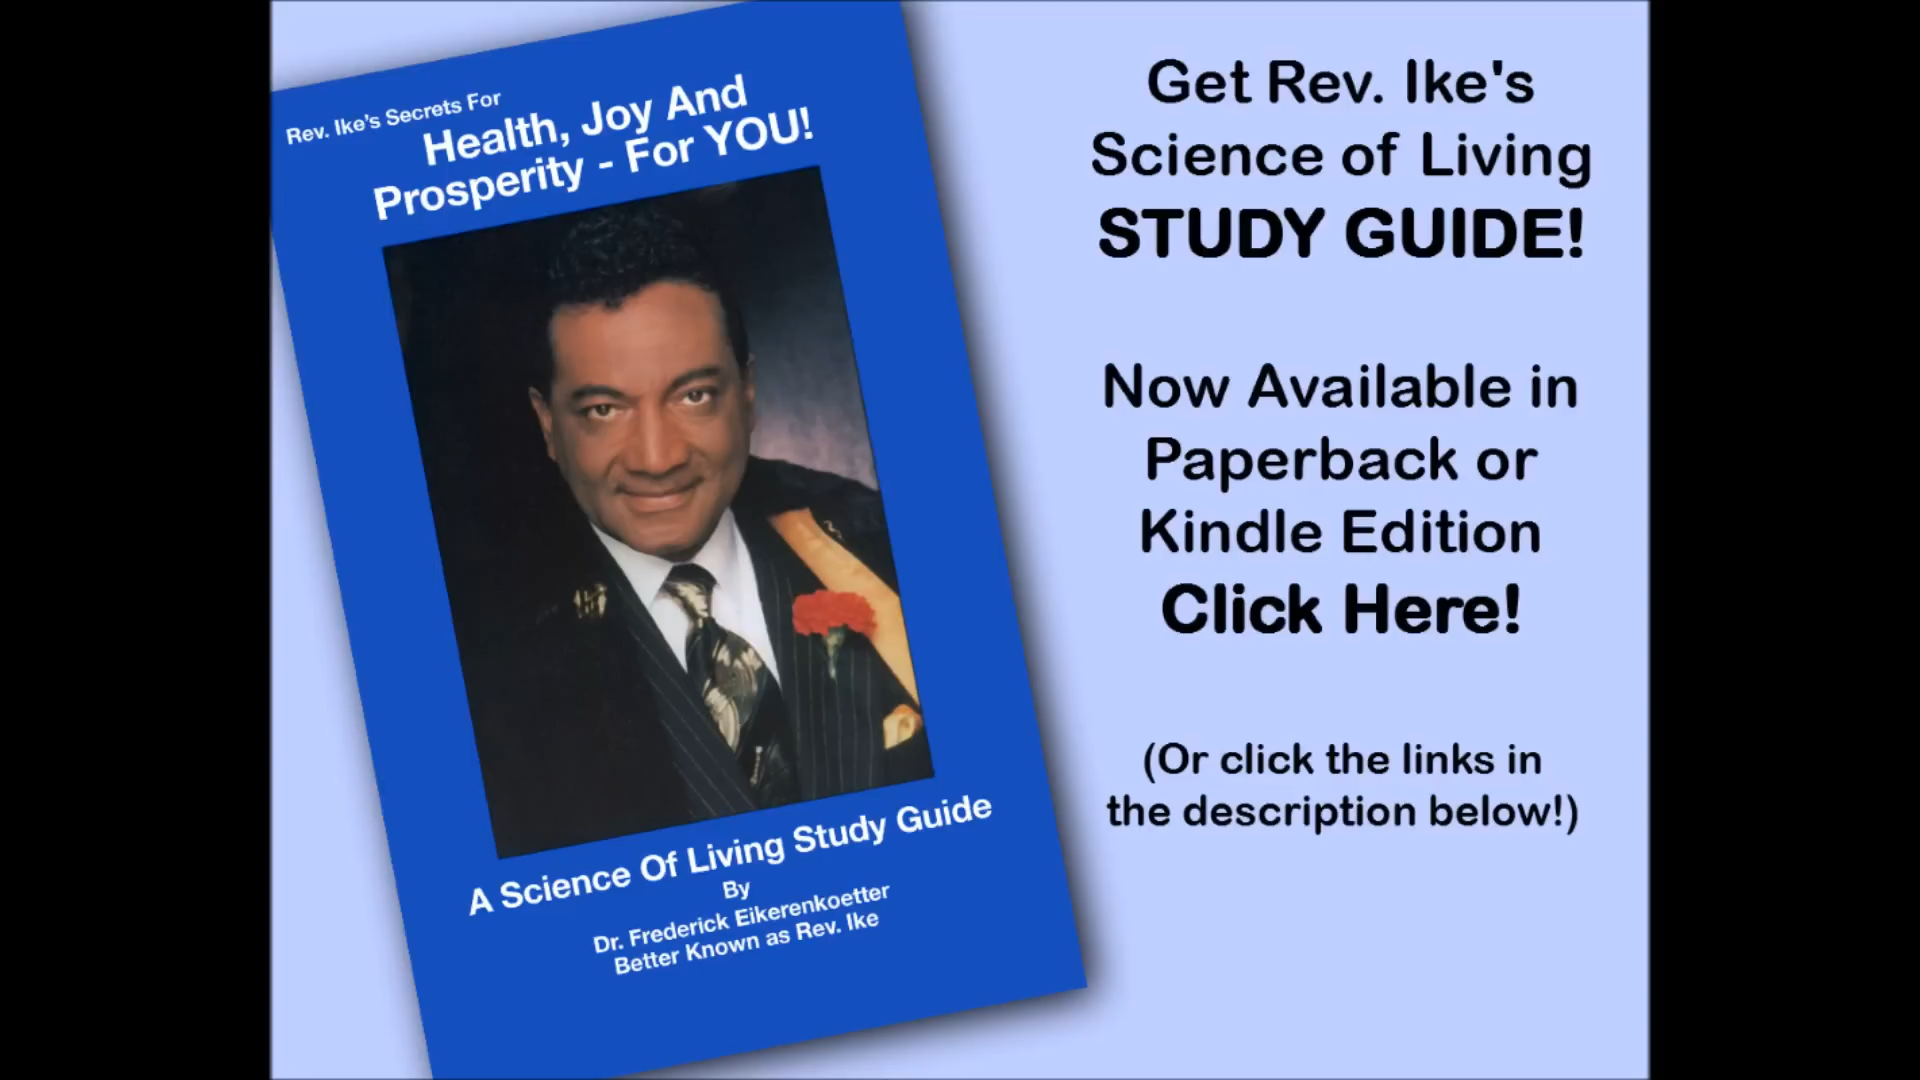 Rev. Ike's Secrets For
Health, Joy And
Prosperity - For YOU!
A Science Of Living Study Guide
By
Dr. Frederick Eikerenkoetter
Better Known as Rev. Ike
Get Rev. Ike's
Science of Living
STUDY GUIDE!
Now Available in
Paperback or
Kindle Edition
Click Here!
(Or click the links in
the description below!)